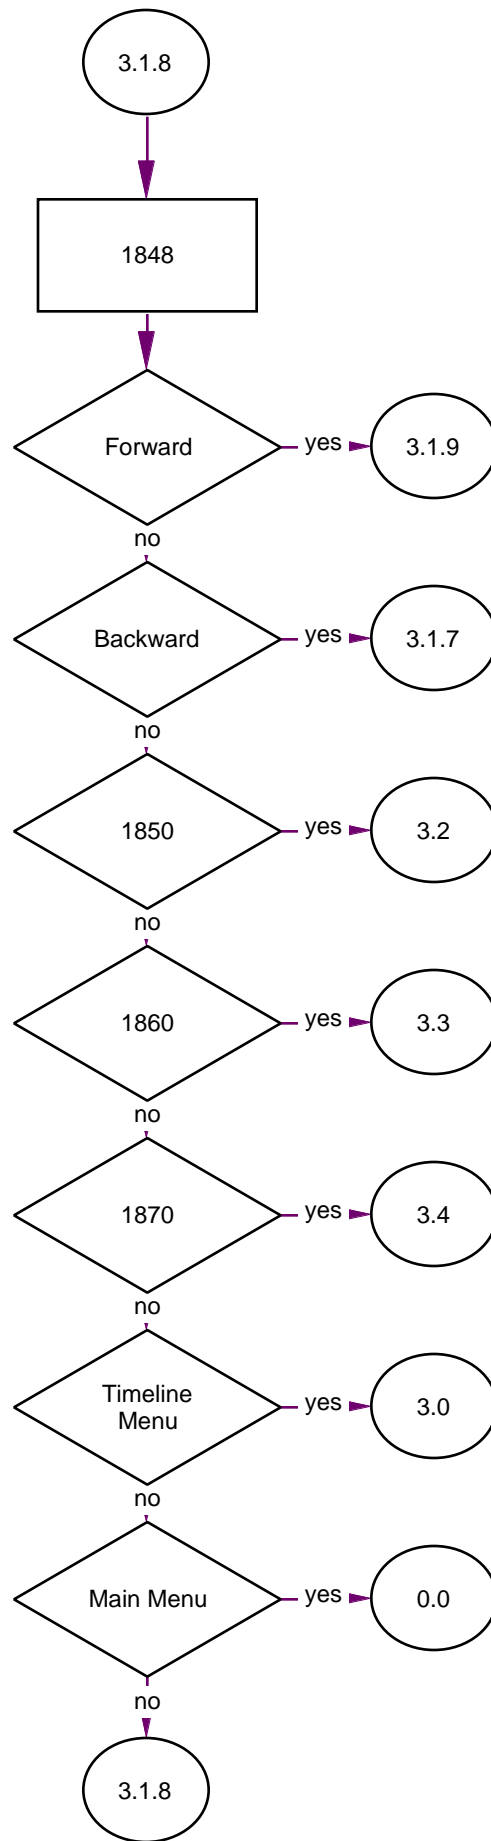 3.1.8
1848
Forward
yes
3.1.9
no
Backward
yes
3.1.7
no
1850
yes
3.2
no
1860
yes
3.3
no
1870
yes
3.4
no
Timeline
Menu
yes
3.0
no
Main Menu
yes
0.0
no
3.1.8